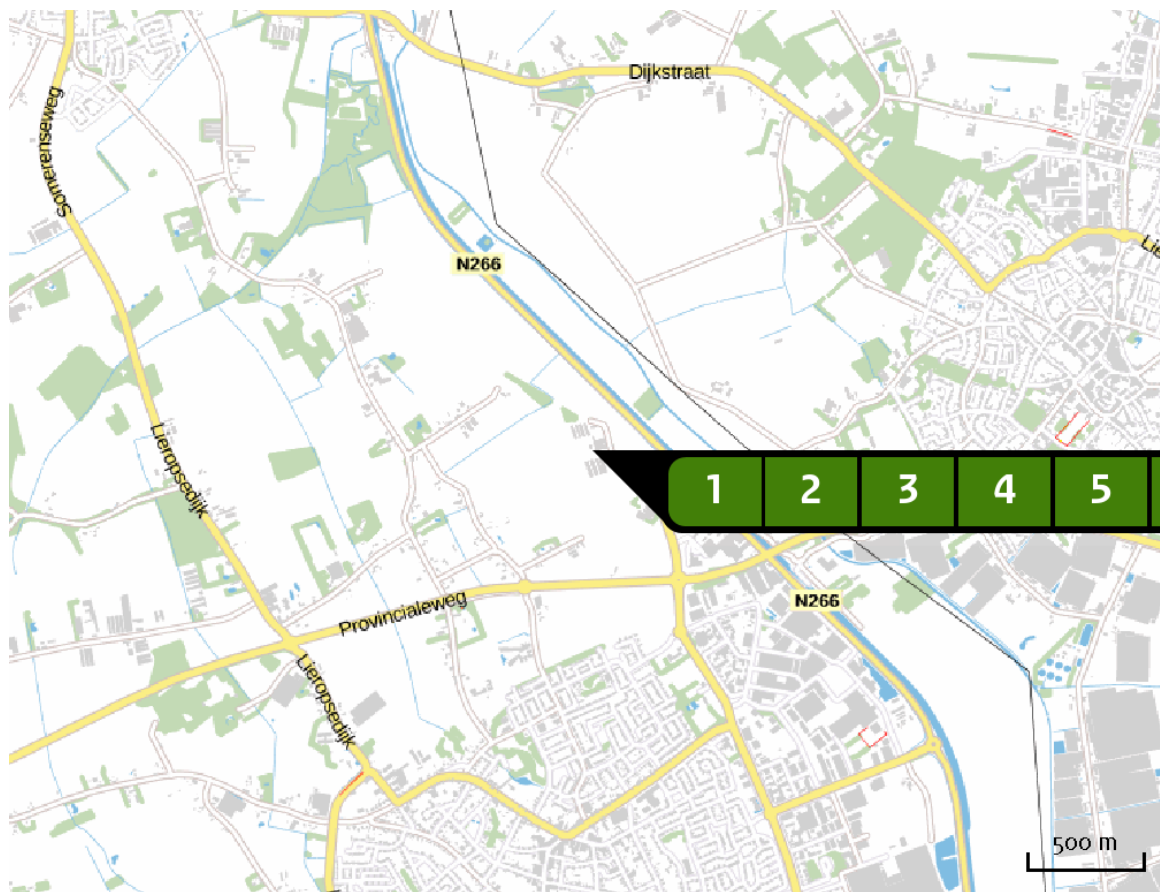 Dijkstraat
Somerenseweg
Lie
N266
Lieropsedijk
1 2 3 4 5
Provincialeweg
N266
Lieropsedijk
500 m